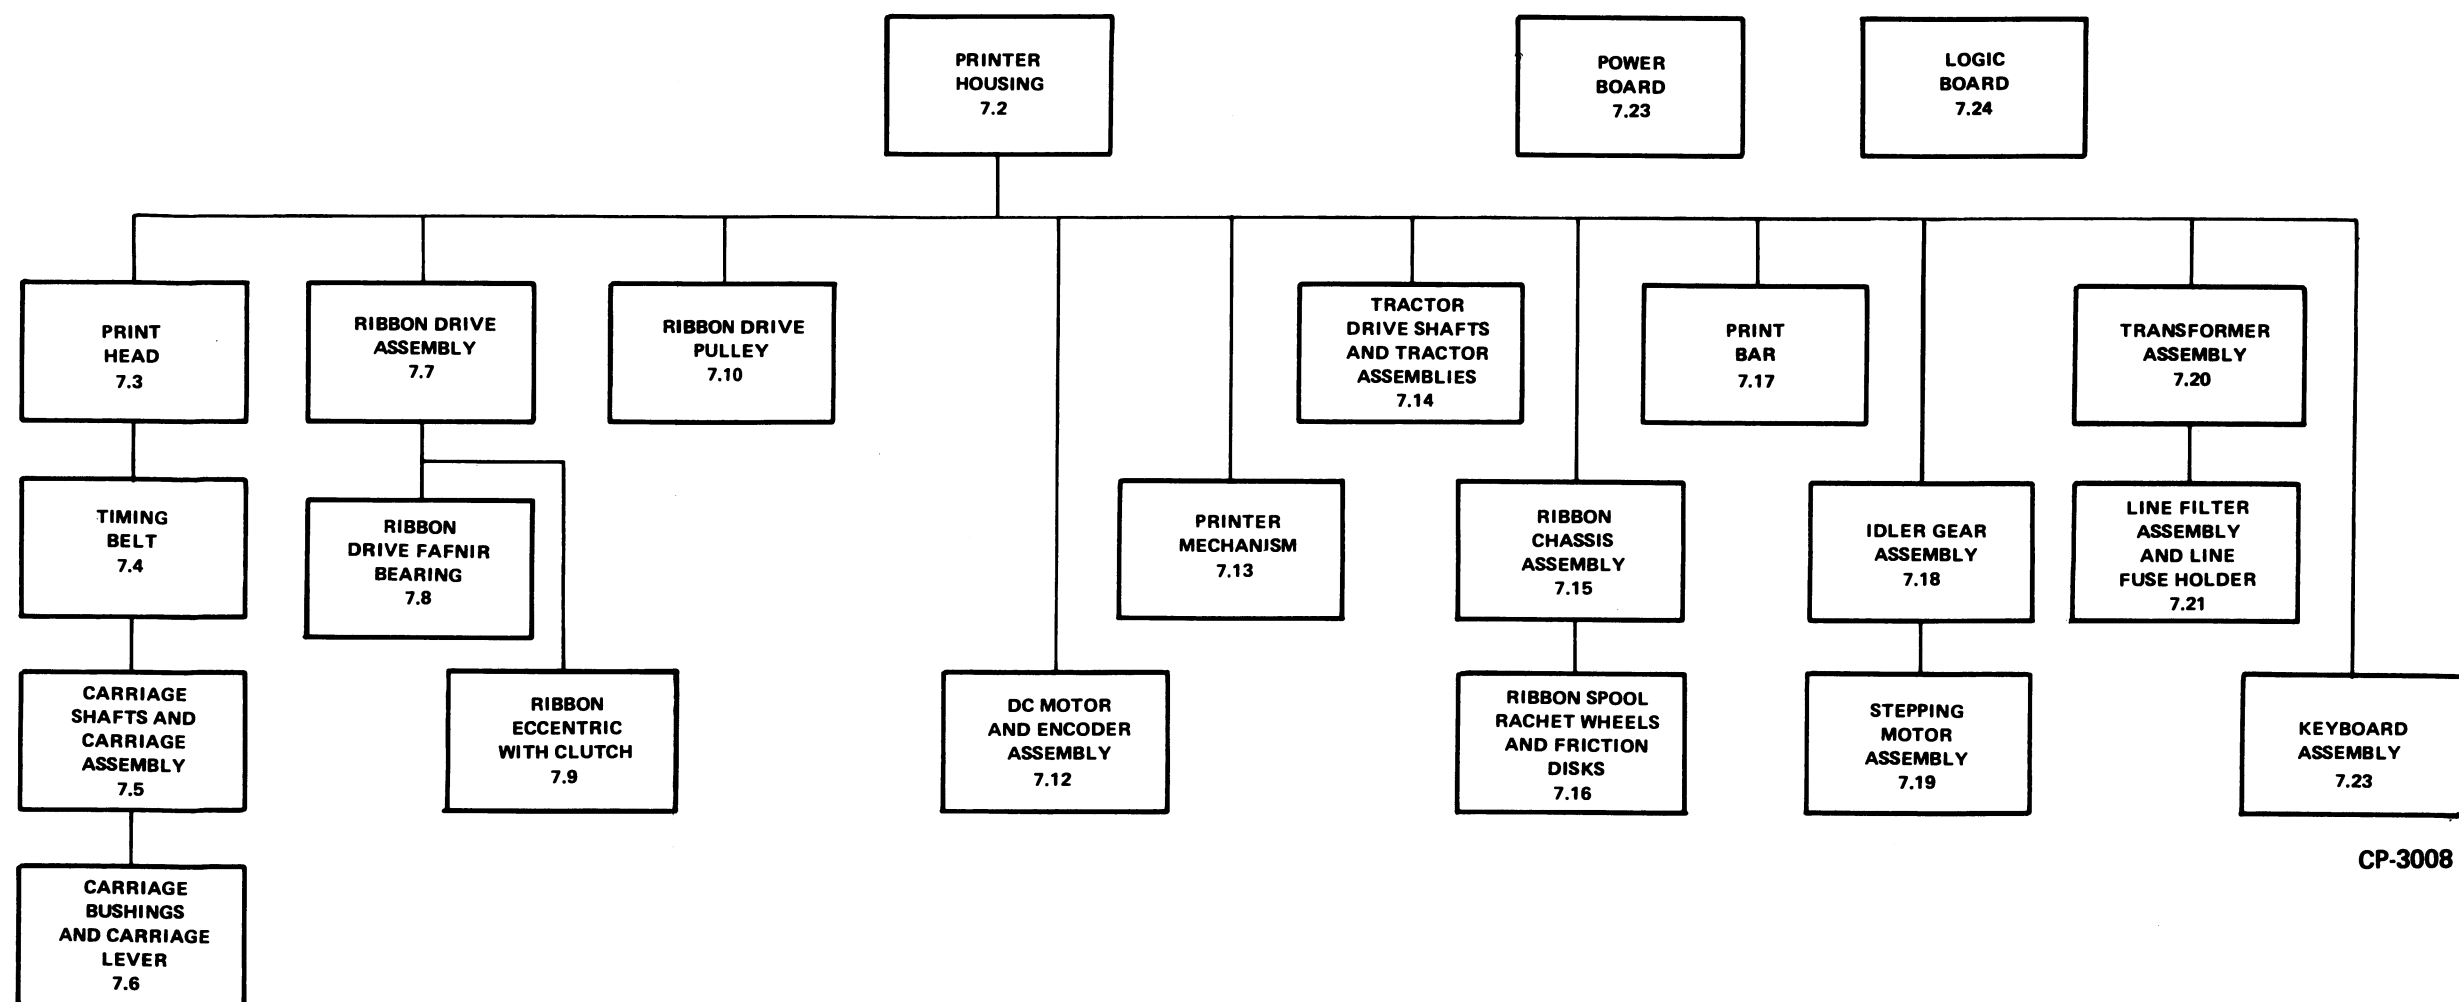 PRINTER
HOUSING
7.2
POWER
BOARD
7.23
LOGIC
BOARD
7.24
PRINT
HEAD
7.3
RIBBON DRIVE
ASSEMBLY
7.7
RIBBON DRIVE
PULLEY
7.10
TRACTOR
DRIVE SHAFTS
AND TRACTOR
ASSEMBLIES
7.14
PRINT
BAR
7.17
TRANSFORMER
ASSEMBLY
7.20
TIMING
BELT
7.4
RIBBON
DRIVE FAFNIR
BEARING
7.8
PRINTER
MECHANISM
7.13
RIBBON
CHASSIS
ASSEMBLY
7.15
IDLER GEAR
ASSEMBLY
7.18
LINE FILTER
ASSEMBLY
AND LINE
FUSE HOLDER
7.21
CARRIAGE
SHAFTS AND
CARRIAGE
ASSEMBLY
7.5
RIBBON
ECCENTRIC
WITH CLUTCH
7.9
DC MOTOR
AND ENCODER
ASSEMBLY
7.12
RIBBON SPOOL
RACHET WHEELS
AND FRICTION
DISKS
7.16
STEPPING
MOTOR
ASSEMBLY
7.19
KEYBOARD
ASSEMBLY
7.23
CARRIAGE
BUSHINGS
AND CARRIAGE
LEVER
7.6
CP-3008